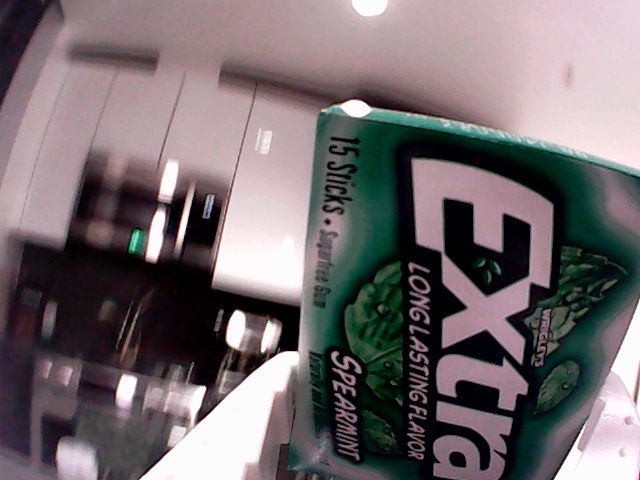 15 Sticks • Sugarfree Gum
Extra
WRIGLEY'S
LONG LASTING FLAVOR
SPEARMINT